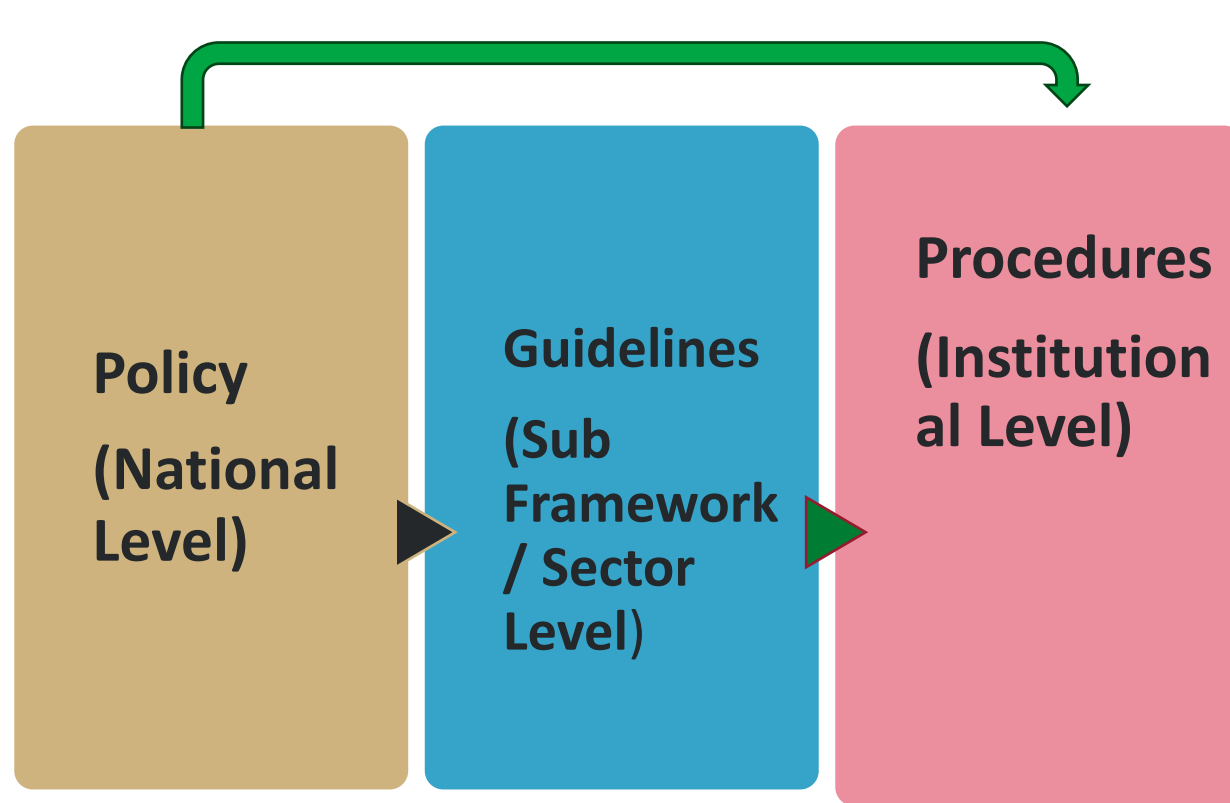 Policy
(National
Level)
Guidelines
(Sub
Framework
/ Sector
Level)
Procedures
(Institution
al Level)